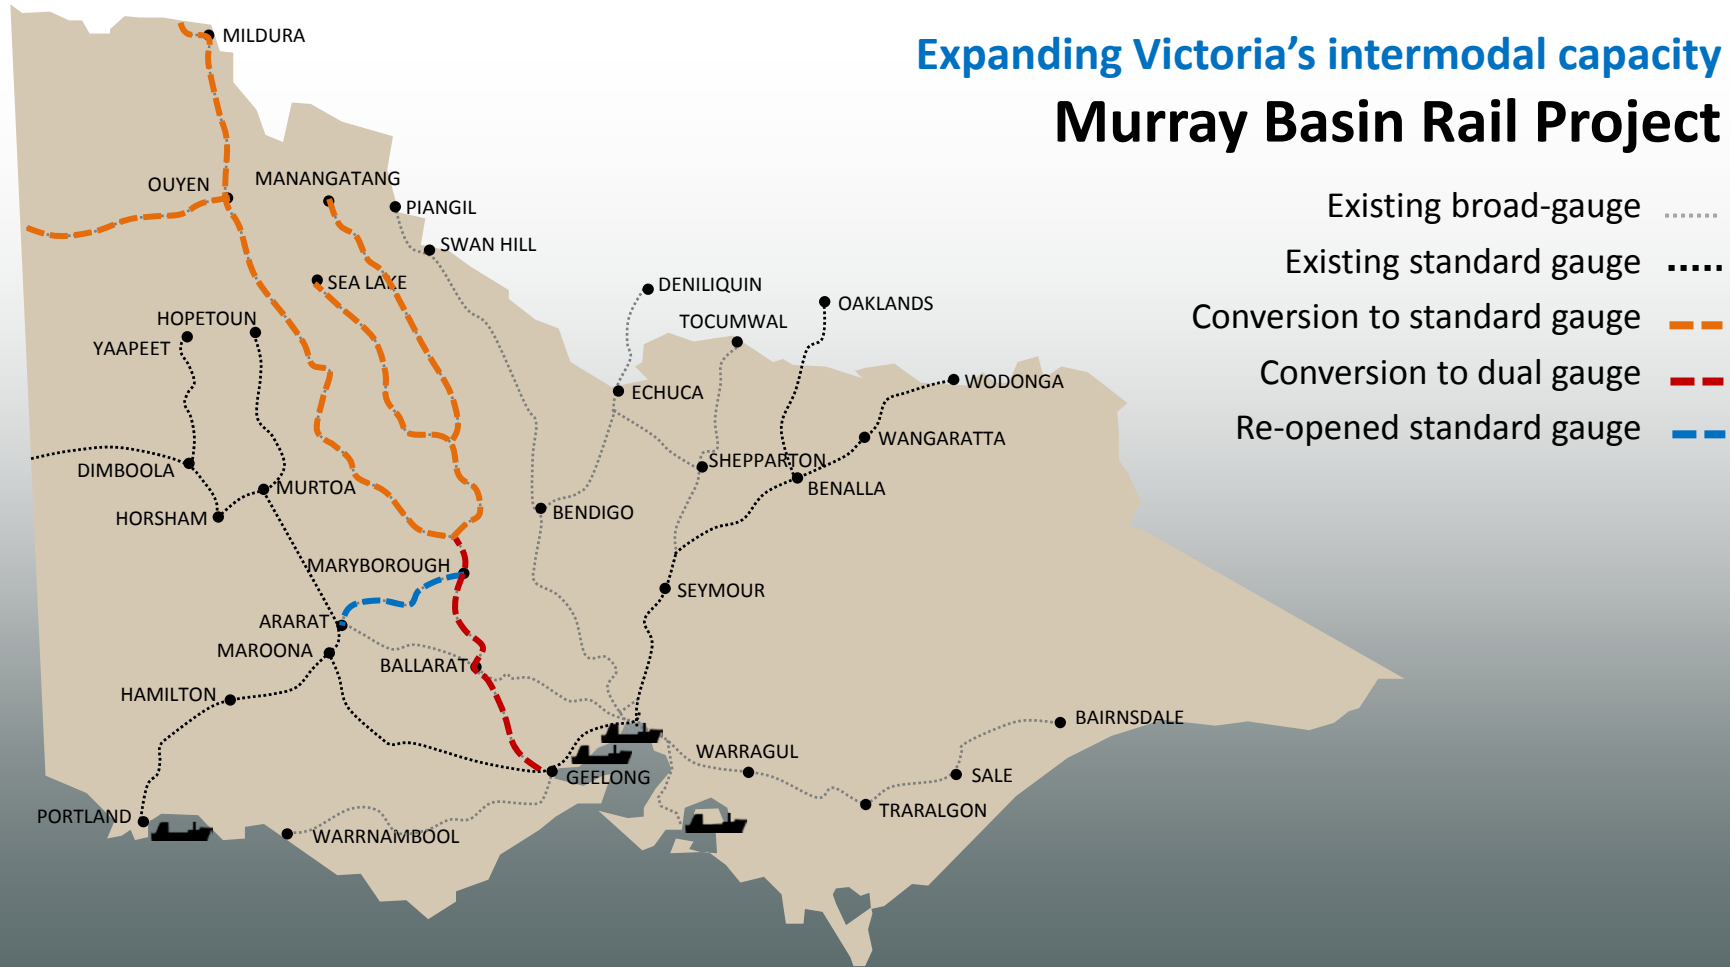 Expanding Victoria's intermodal capacity
Murray Basin Rail Project
Existing broad-gauge
Existing standard gauge
Conversion to standard gauge
Conversion to dual gauge
Re-opened standard gauge
MILDURA
OUYEN
MANANGATANG
PIANGIL
SWAN HILL
SEA LAKE
DENILIQUIN
OAKLANDS
HOPETOUN
TOCUMWAL
YAAPEET
WODONGA
ECHUCA
WANGARATTA
SHEPPARTON
DIMBOOLA
MURTOA
BENALLA
HORSHAM
BENDIGO
MARYBOROUGH
SEYMOUR
ARARAT
MAROONA
BALLARAT
HAMILTON
BAIRNSDALE
WARRAGUL
GEELONG
SALE
TRARALGON
PORTLAND
WARRNAMBOOL